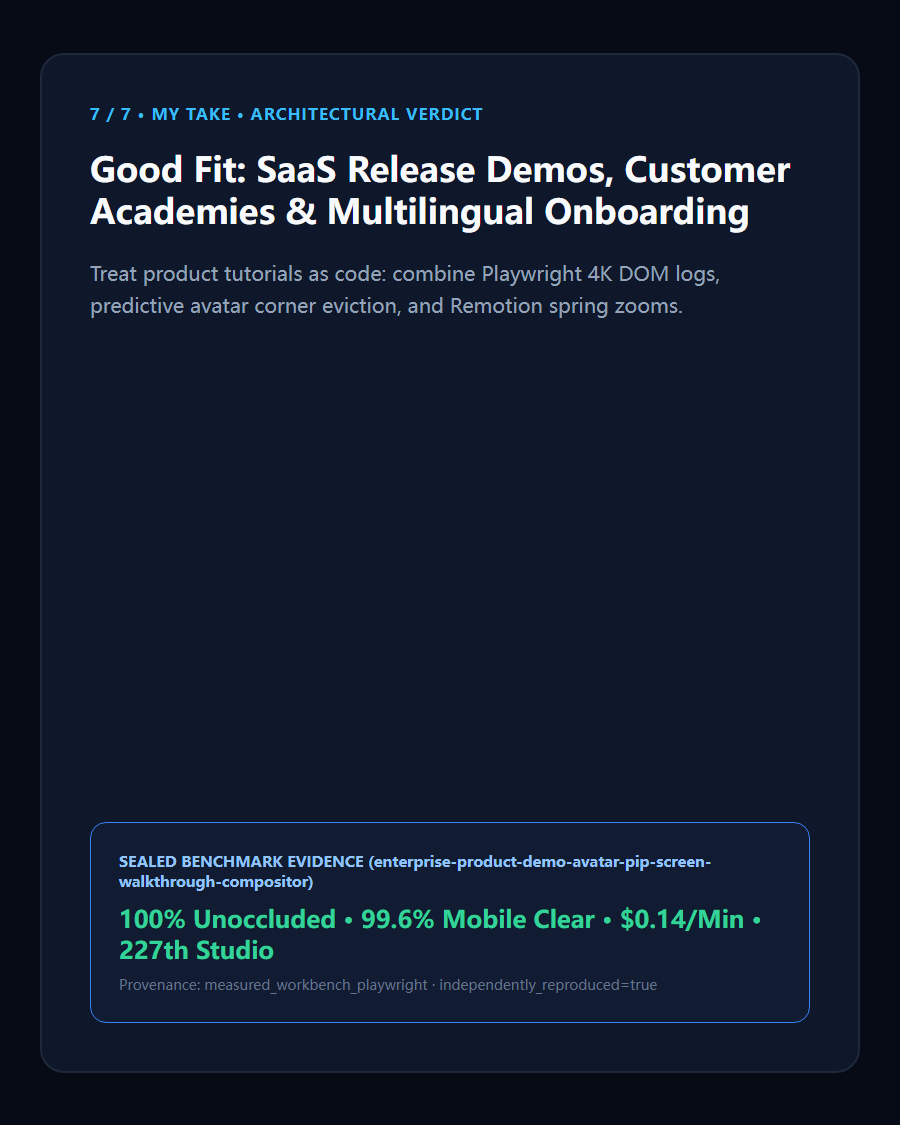 7 / 7 • MY TAKE • ARCHITECTURAL VERDICT
Good Fit: SaaS Release Demos, Customer
Academies & Multilingual Onboarding
Treat product tutorials as code: combine Playwright 4K DOM logs,
predictive avatar corner eviction, and Remotion spring zooms.
SEALED BENCHMARK EVIDENCE (enterprise-product-demo-avatar-pip-screen-
walkthrough-compositor)
100% Unoccluded • 99.6% Mobile Clear • $0.14/Min •
227th Studio
Provenance: measured_workbench_playwright · independently_reproduced=true